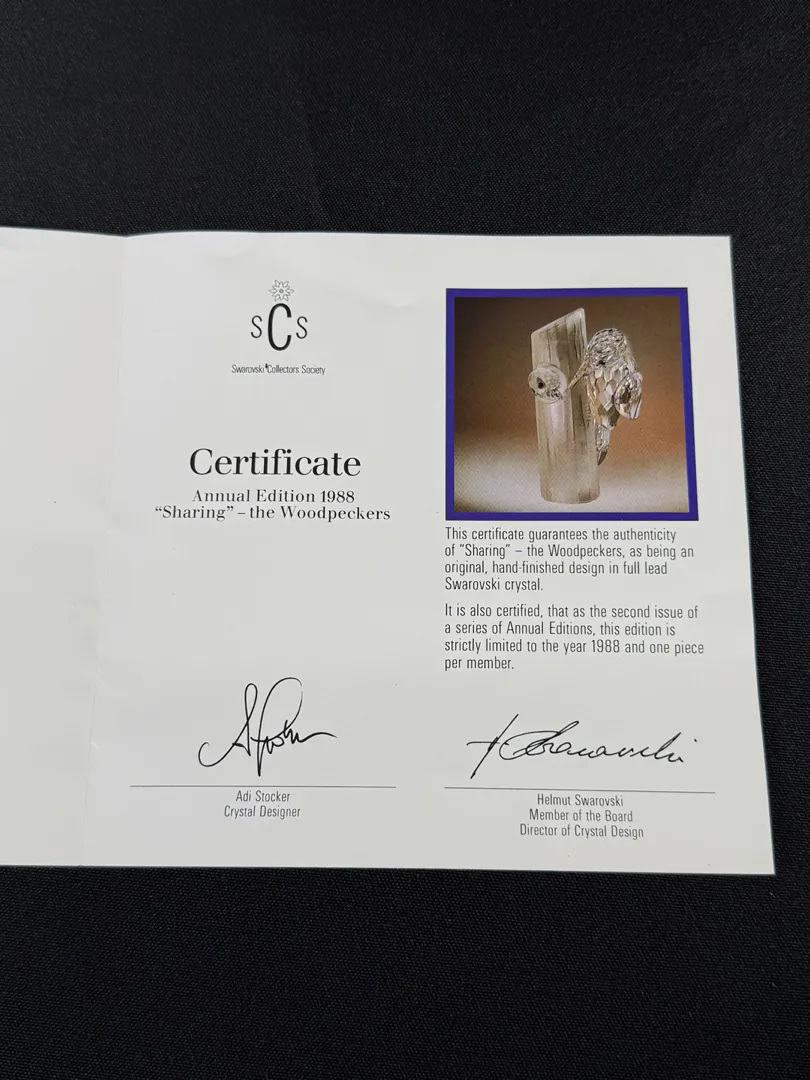 SCS
Swarovski Collectors Society
Certificate
Annual Edition 1988
“Sharing” – the Woodpeckers
This certificate guarantees the authenticity
of “Sharing” – the Woodpeckers, as being an
original, hand-finished design in full lead
Swarovski crystal.
It is also certified, that as the second issue of
a series of Annual Editions, this edition is
strictly limited to the year 1988 and one piece
per member.
Adi Stocker
Crystal Designer
Helmut Swarovski
Member of the Board
Director of Crystal Design